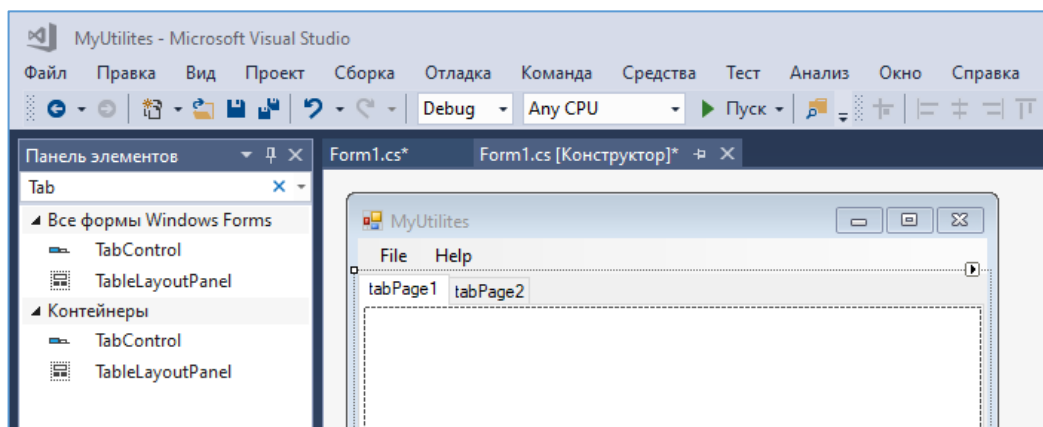 MyUtilites - Microsoft Visual Studio
Файл Правка Вид Проект Сборка Отладка Команда Средства Тест Анализ Окно Справка
Debug Any CPU Пуск
Панель элементов
Form1.cs* Form1.cs [Конструктор]*
Tab
Все формы Windows Forms
TabControl
TableLayoutPanel
Контейнеры
TabControl
TableLayoutPanel
MyUtilites
File Help
tabPage1 tabPage2